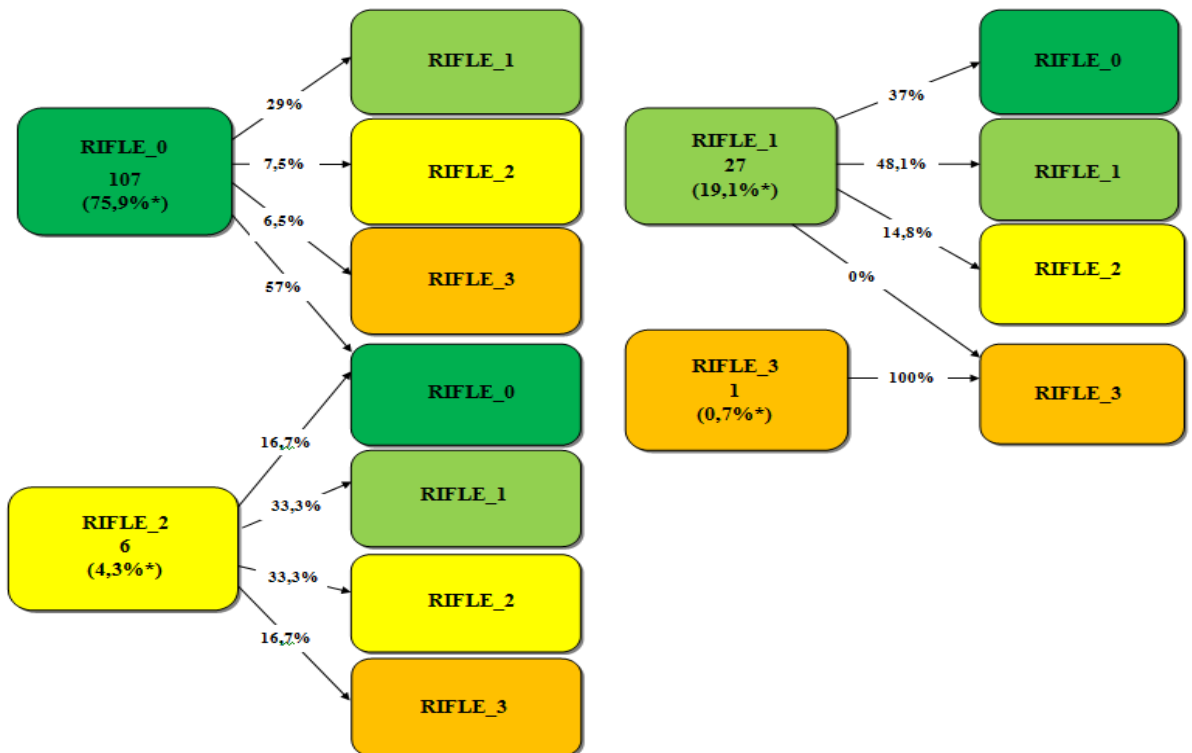 RIFLE_0
107
(75,9%*)
29%
7,5%
6,5%
57%
RIFLE_1
RIFLE_2
RIFLE_3
RIFLE_0
RIFLE_2
6
(4,3%*)
16,7%
33,3%
33,3%
16,7%
RIFLE_1
RIFLE_2
RIFLE_3
RIFLE_1
27
(19,1%*)
37%
48,1%
14,8%
0%
RIFLE_0
RIFLE_1
RIFLE_2
RIFLE_3
1
(0,7%*)
100%
RIFLE_3